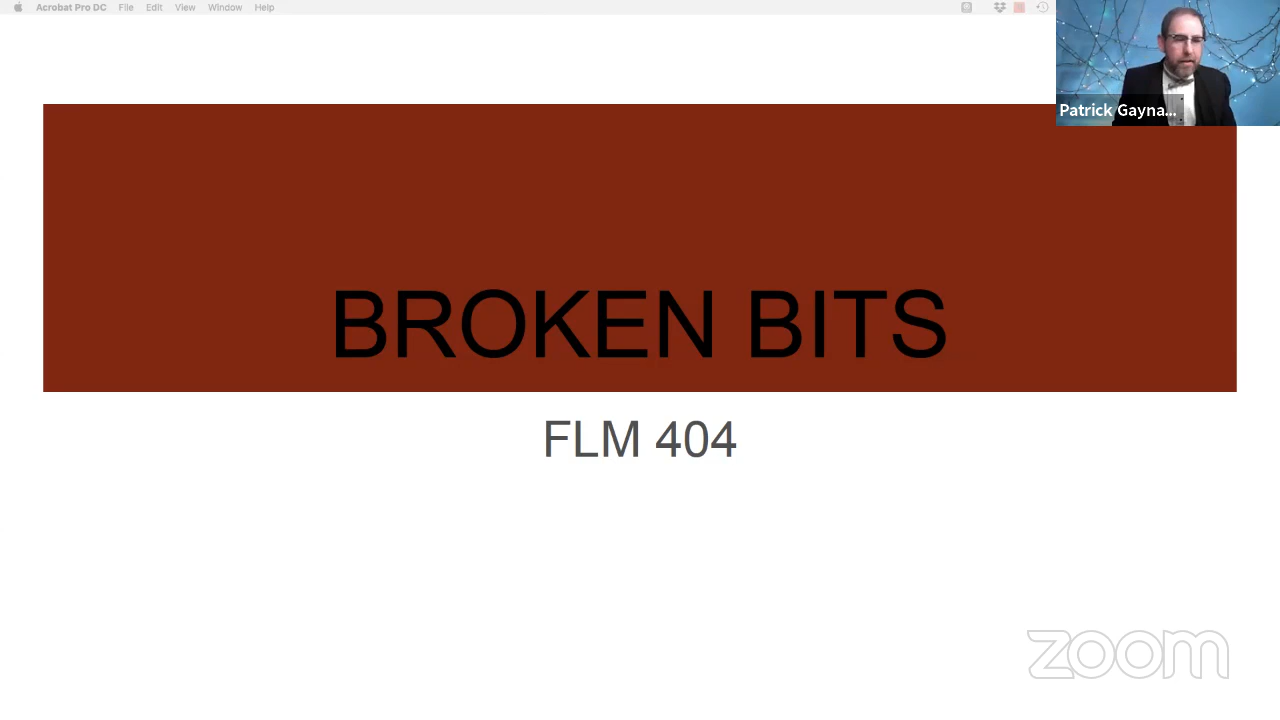 Acrobat Pro DC File Edit View Window Help
Patrick Gayna...
BROKEN BITS
FLM 404
zoom